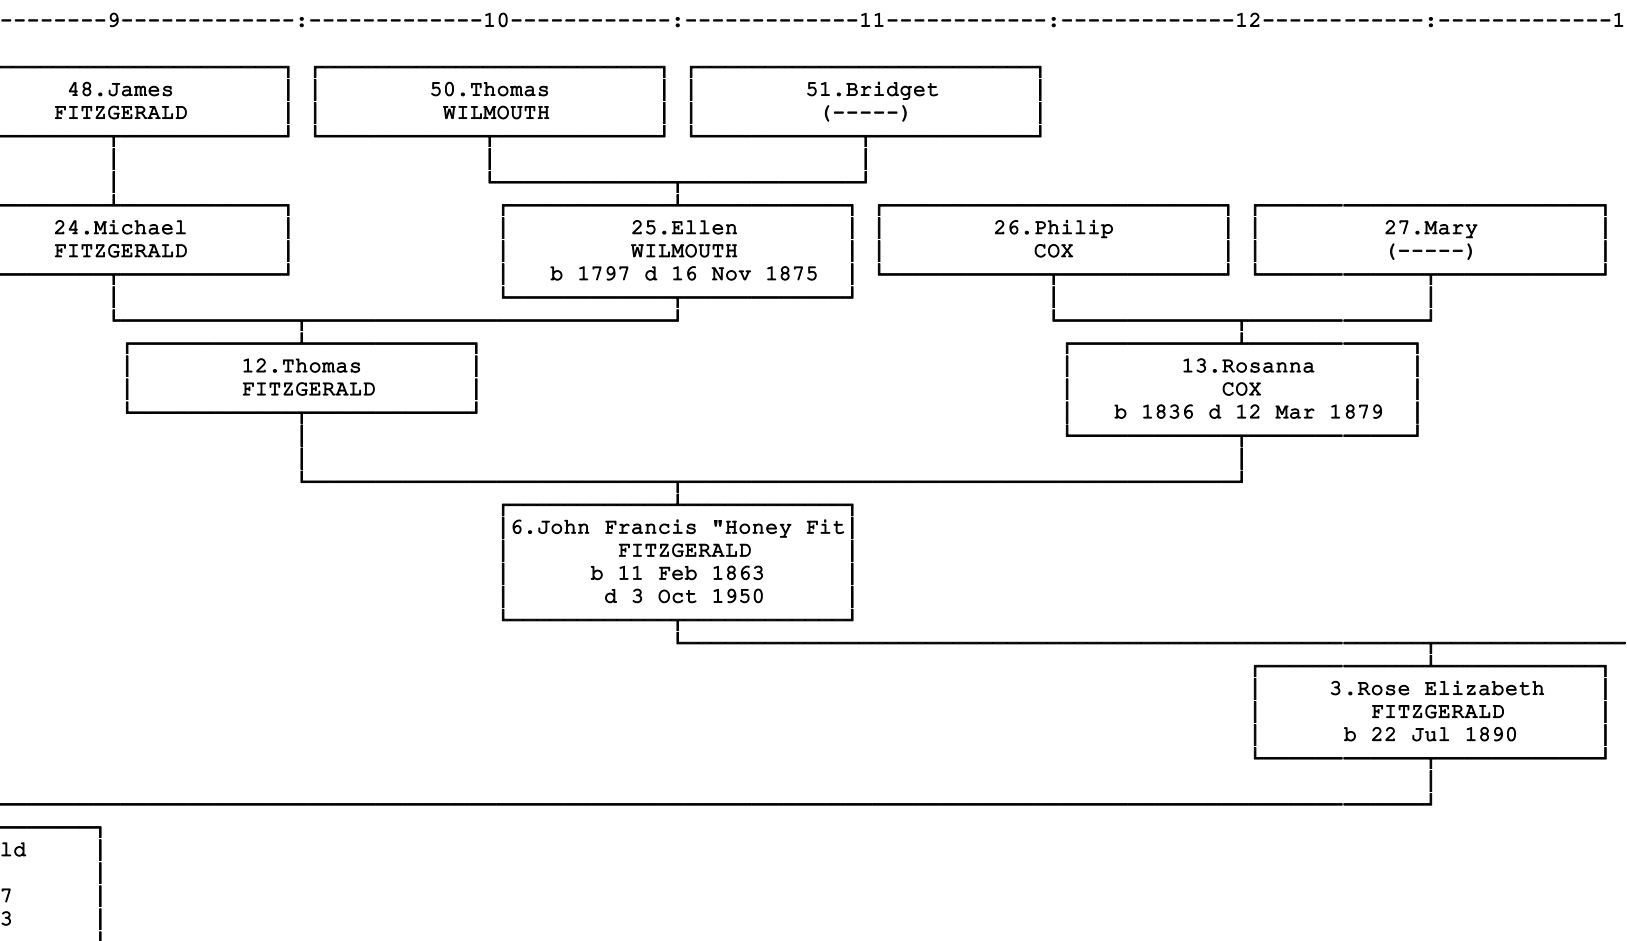 --------9-------------:-------------10------------:-------------11------------:-------------12------------:-------------1
48.James
FITZGERALD
50.Thomas
WILMOUTH
51.Bridget
(-----)
24.Michael
FITZGERALD
25.Ellen
WILMOUTH
b 1797 d 16 Nov 1875
26.Philip
COX
27.Mary
(-----)
12.Thomas
FITZGERALD
13.Rosanna
COX
b 1836 d 12 Mar 1879
6.John Francis "Honey Fit
FITZGERALD
b 11 Feb 1863
d 3 Oct 1950
3.Rose Elizabeth
FITZGERALD
b 22 Jul 1890
ld
7
3